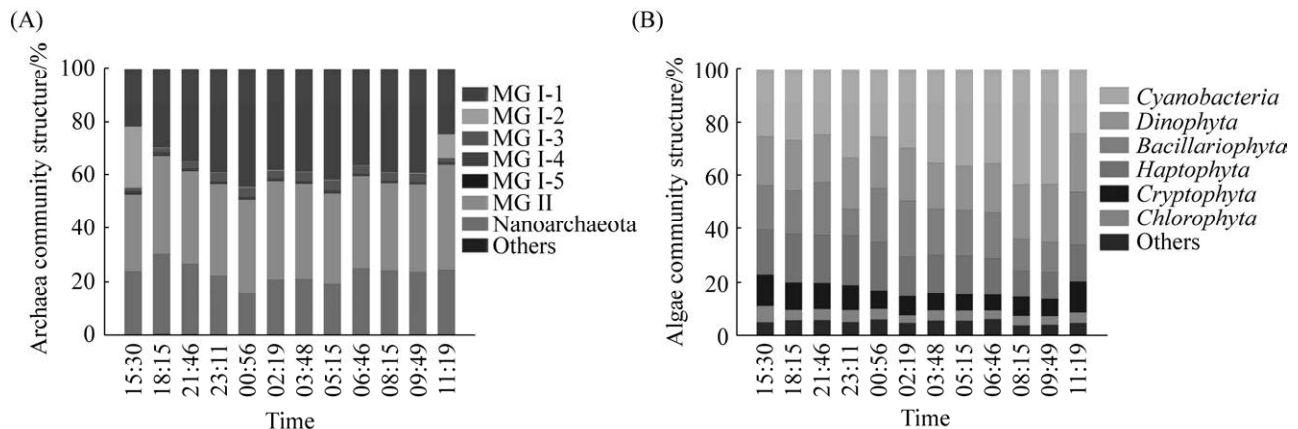 (A)
Archaea community structure/%
100
80
60
40
20
0
15:30
18:15
21:46
23:11
00:56
02:19
03:48
05:15
06:46
08:15
09:49
11:19
Time
MG I-1
MG I-2
MG I-3
MG I-4
MG I-5
MG II
Nanoarchaeota
Others
(B)
Algae community structure/%
100
80
60
40
20
0
15:30
18:15
21:46
23:11
00:56
02:19
03:48
05:15
06:46
08:15
09:49
11:19
Time
Cyanobacteria
Dinophyta
Bacillariophyta
Haptophyta
Cryptophyta
Chlorophyta
Others